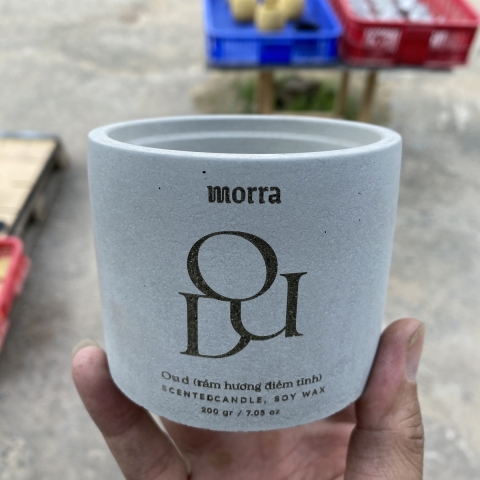 morra
OUD
Oud (trầm hương điềm tĩnh)
SCENTEDCANDLE, SOY WAX
200 gr / 7.05 oz